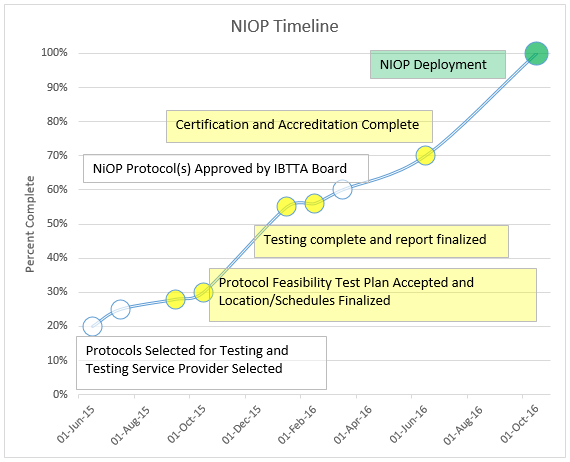 NIOP Timeline
100%
90%
80%
70%
60%
50%
40%
30%
20%
10%
0%
Percent Complete
NIOP Deployment
Certification and Accreditation Complete
NiOP Protocol(s) Approved by IBTTA Board
Testing complete and report finalized
Protocol Feasibility Test Plan Accepted and
Location/Schedules Finalized
Protocols Selected for Testing and
Testing Service Provider Selected
01-Jun-15
01-Aug-15
01-Oct-15
01-Dec-15
01-Feb-16
01-Apr-16
01-Jun-16
01-Aug-16
01-Oct-16